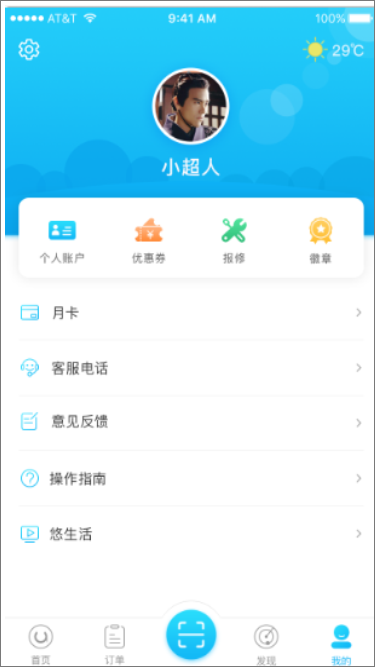 AT&T
9:41 AM
100%
29℃
小超人
个人账户
优惠券
报修
徽章
月卡
客服电话
意见反馈
操作指南
悠生活
首页
订单
发现
我的